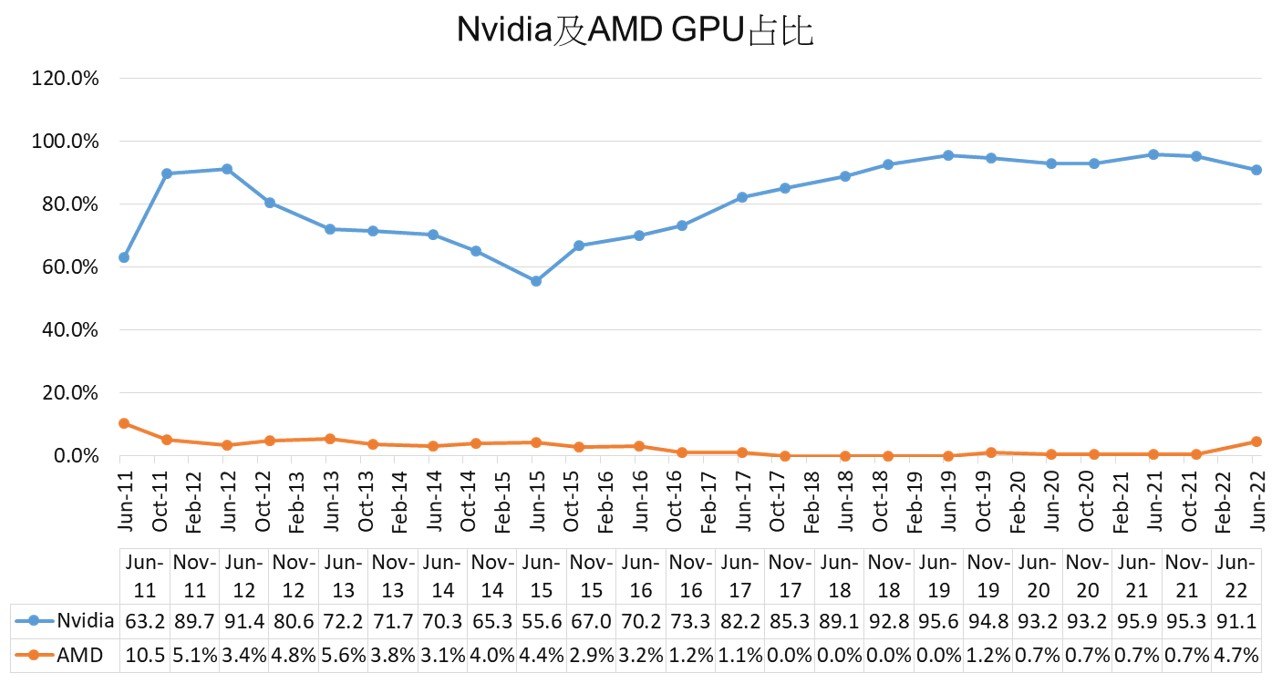 Nvidia及AMD GPU占比
120.0%
100.0%
80.0%
60.0%
40.0%
20.0%
0.0%
Jun-11 Oct-11 Feb-12 Jun-12 Oct-12 Feb-13 Jun-13 Oct-13 Feb-14 Jun-14 Oct-14 Feb-15 Jun-15 Oct-15 Feb-16 Jun-16 Oct-16 Feb-17 Jun-17 Oct-17 Feb-18 Jun-18 Oct-18 Feb-19 Jun-19 Oct-19 Feb-20 Jun-20 Oct-20 Feb-21 Jun-21 Oct-21 Feb-22 Jun-22
Jun- Nov- Jun- Nov- Jun- Nov- Jun- Nov- Jun- Nov- Jun- Nov- Jun- Nov- Jun- Nov- Jun- Nov- Jun- Nov- Jun- Nov- Jun-
11 11 12 12 13 13 14 14 15 15 16 16 17 17 18 18 19 19 20 20 21 21 22
Nvidia 63.2 89.7 91.4 80.6 72.2 71.7 70.3 65.3 55.6 67.0 70.2 73.3 82.2 85.3 89.1 92.8 95.6 94.8 93.2 93.2 95.9 95.3 91.1
AMD 10.5 5.1% 3.4% 4.8% 5.6% 3.8% 3.1% 4.0% 4.4% 2.9% 3.2% 1.2% 1.1% 0.0% 0.0% 0.0% 0.0% 1.2% 0.7% 0.7% 0.7% 0.7% 4.7%